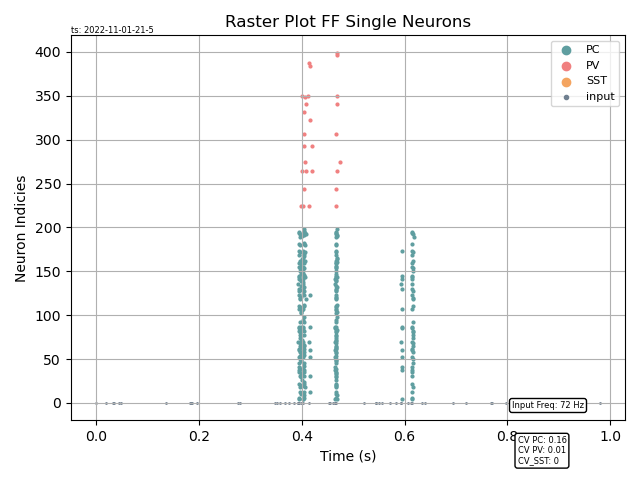 Raster Plot FF Single Neurons
ts: 2022-11-01-21-5
400
350
300
250
200
150
100
50
0
Neuron Indicies
PC
PV
SST
input
Input Freq: 72 Hz
0.0 0.2 0.4 0.6 0.8 1.0
Time (s)
CV PC: 0.16
CV PV: 0.01
CV_SST: 0